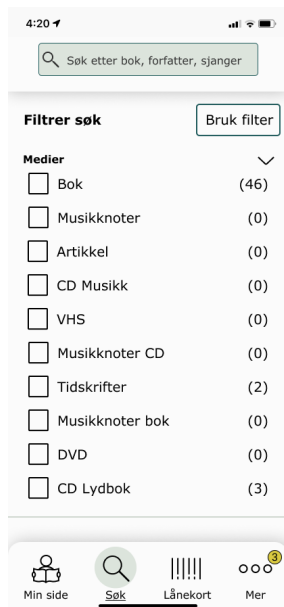 4:20
Søk etter bok, forfatter, sjanger
Filtrer søk Bruk filter
Medier
Bok (46)
Musikknoter (0)
Artikkel (0)
CD Musikk (0)
VHS (0)
Musikknoter CD (0)
Tidskrifter (2)
Musikknoter bok (0)
DVD (0)
CD Lydbok (3)
3
Min side Søk Lånekort Mer